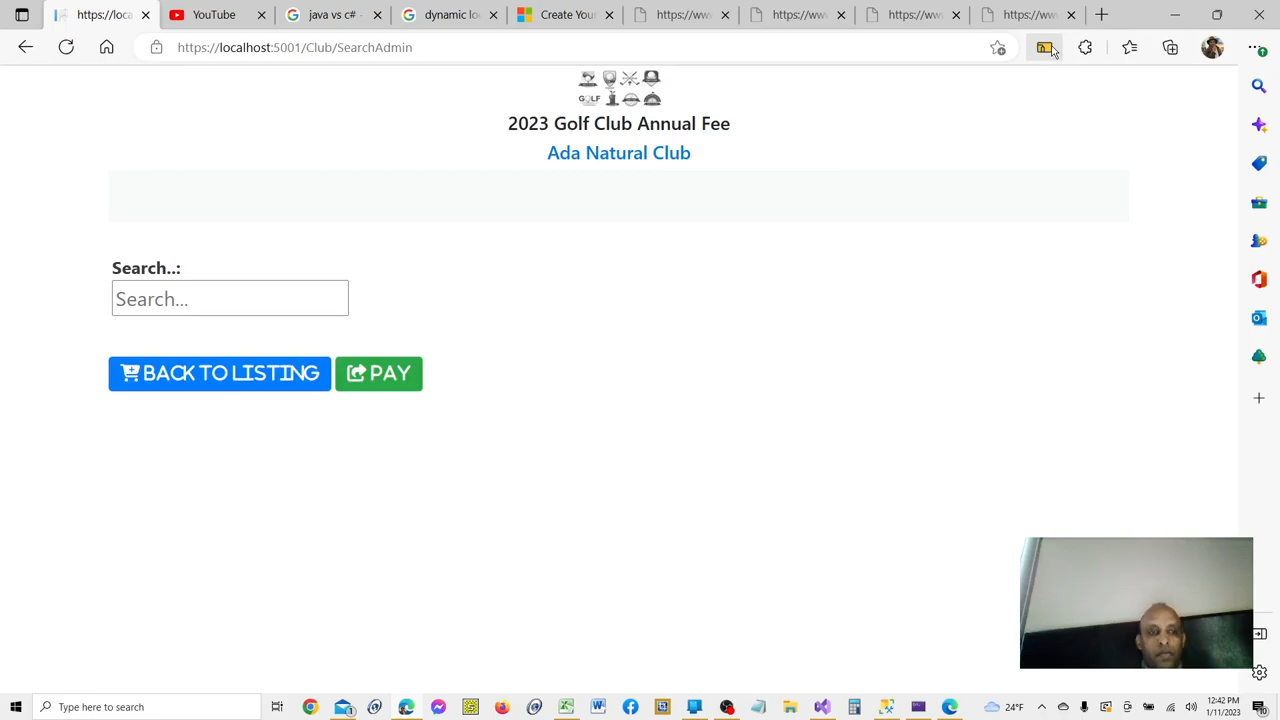 https://loca
YouTube
java vs c# -
dynamic lo
Create Your
https://ww
https://ww
https://ww
https://ww
https://localhost:5001/Club/SearchAdmin
GOLF
2023 Golf Club Annual Fee
Ada Natural Club
Search..:
Search...
BACK TO LISTING
PAY
Type here to search
24°F
12:42 PM
1/11/2023